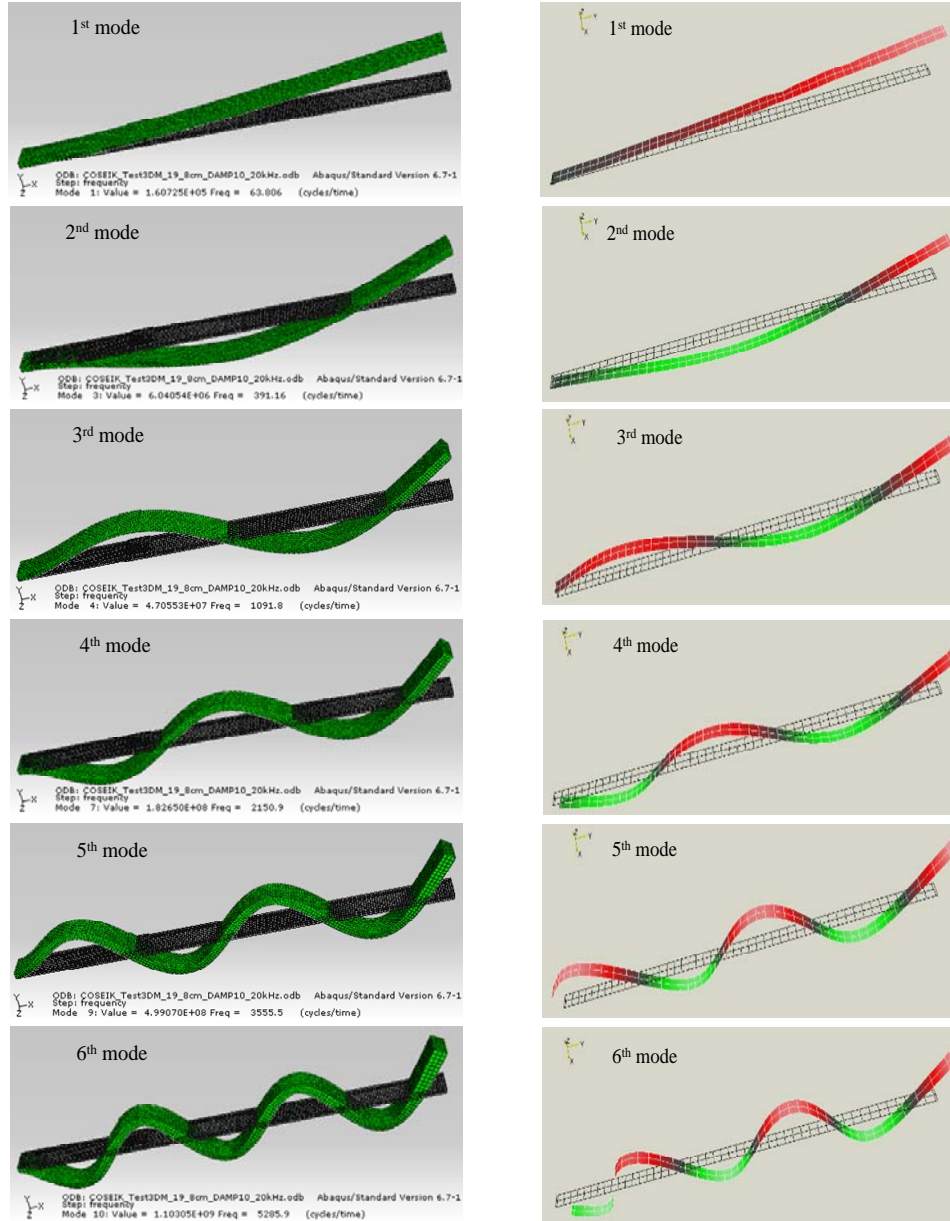 1st mode
1st mode
ODB: COSEIK_Test3DM_19_8cm_DAMP10_20kHz.odb Abaqus/Standard Version 6.7-1
Step: frequency
Mode 1: Value = 1.60725E+05 Freq = 63.806 (cycles/time)
2nd mode
2nd mode
ODB: COSEIK_Test3DM_19_8cm_DAMP10_20kHz.odb Abaqus/Standard Version 6.7-1
Step: frequency
Mode 3: Value = 6.04054E+06 Freq = 391.16 (cycles/time)
3rd mode
3rd mode
ODB: COSEIK_Test3DM_19_8cm_DAMP10_20kHz.odb Abaqus/Standard Version 6.7-1
Step: frequency
Mode 4: Value = 4.70553E+07 Freq = 1091.8 (cycles/time)
4th mode
4th mode
ODB: COSEIK_Test3DM_19_8cm_DAMP10_20kHz.odb Abaqus/Standard Version 6.7-1
Step: frequency
Mode 7: Value = 1.82650E+08 Freq = 2150.9 (cycles/time)
5th mode
5th mode
ODB: COSEIK_Test3DM_19_8cm_DAMP10_20kHz.odb Abaqus/Standard Version 6.7-1
Step: frequency
Mode 9: Value = 4.99070E+08 Freq = 3555.5 (cycles/time)
6th mode
6th mode
ODB: COSEIK_Test3DM_19_8cm_DAMP10_20kHz.odb Abaqus/Standard Version 6.7-1
Step: frequency
Mode 10: Value = 1.10305E+09 Freq = 5285.9 (cycles/time)